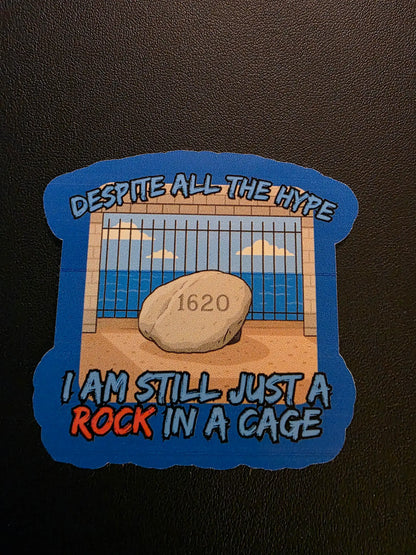 DESPITE ALL THE HYPE
1620
I AM STILL JUST A
ROCK IN A CAGE